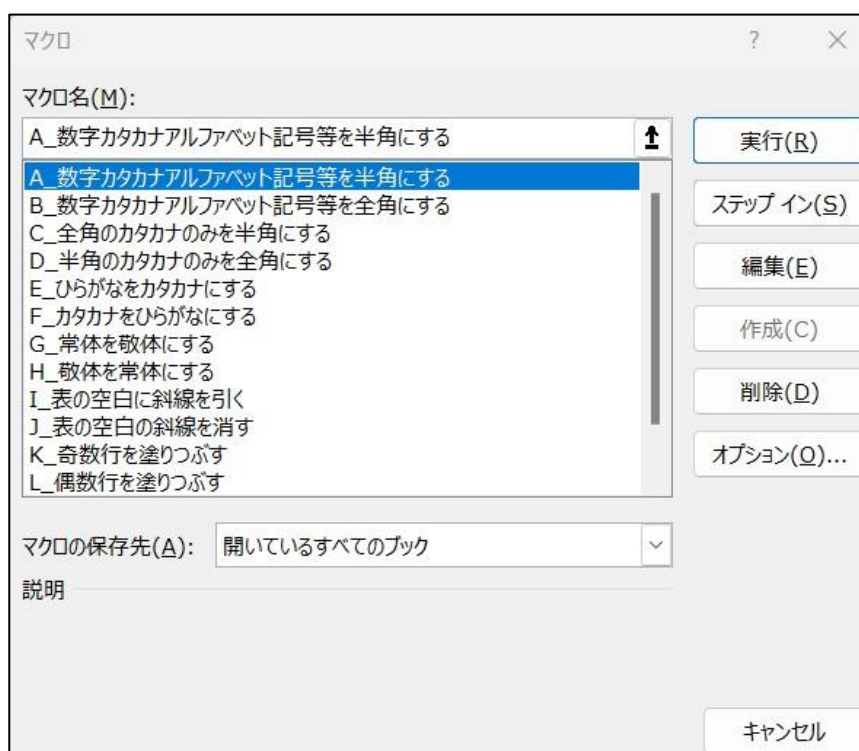 マクロ
?
マクロ名(M):
A_数字カタカナアルファベット記号等を半角にする
実行(R)
A_数字カタカナアルファベット記号等を半角にする
B_数字カタカナアルファベット記号等を全角にする
C_全角のカタカナのみを半角にする
D_半角のカタカナのみを全角にする
E_ひらがなをカタカナにする
F_カタカナをひらがなにする
G_常体を敬体にする
H_敬体を常体にする
I_表の空白に斜線を引く
J_表の空白の斜線を消す
K_奇数行を塗りつぶす
L_偶数行を塗りつぶす
ステップ イン(S)
編集(E)
作成(C)
削除(D)
オプション(O)...
マクロの保存先(A):
開いているすべてのブック
説明
キャンセル